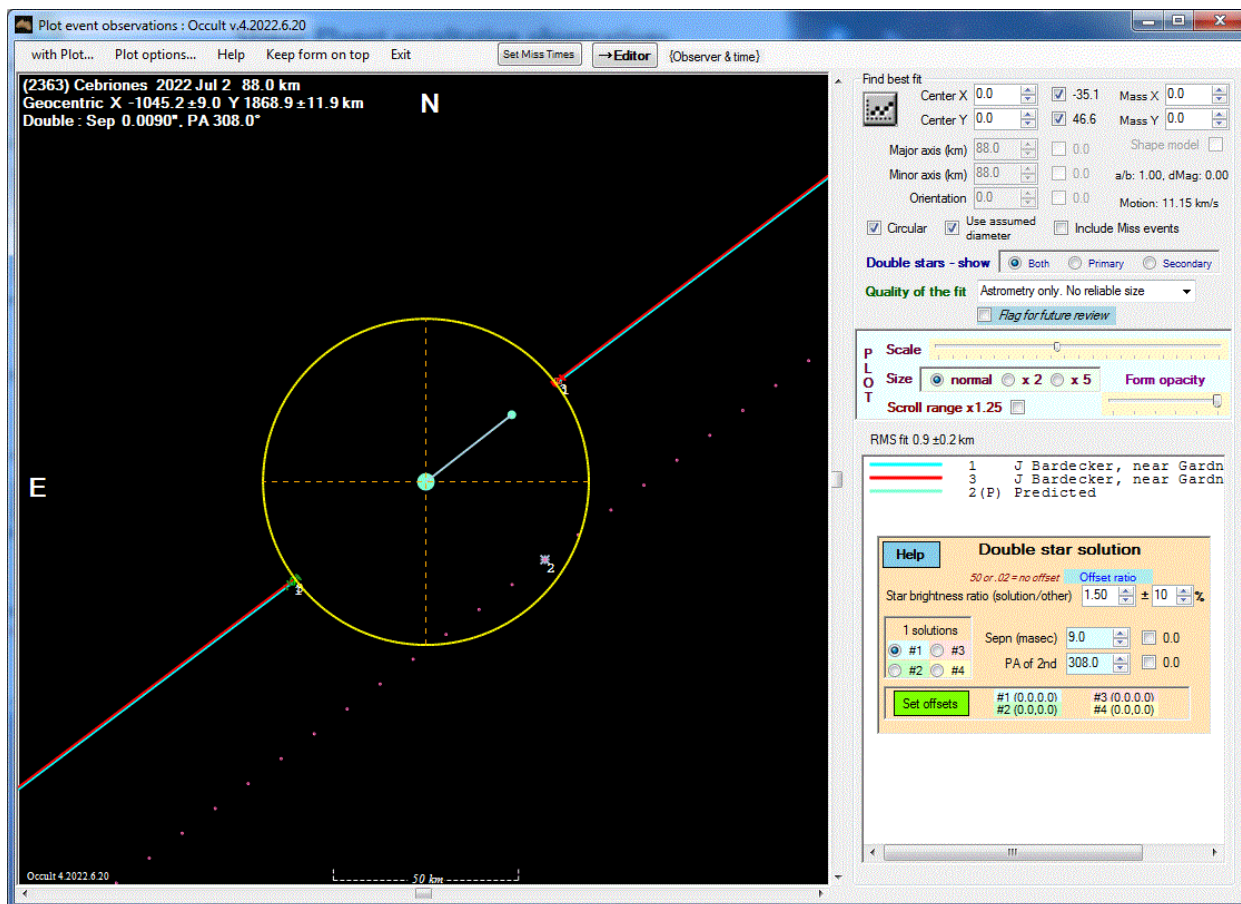 Plot event observations : Occult v.4.2022.6.20
with Plot... Plot options... Help Keep form on top Exit Set Miss Times →Editor {Observer & time}
(2363) Cebriones 2022 Jul 2 88.0 km
Geocentric X -1045.2 ±9.0 Y 1868.9 ±11.9 km
Double : Sep 0.0090", PA 308.0°
N
E
1
2
50 km
Occult 4.2022.6.20
Find best fit
Center X 0.0 -35.1 Mass X 0.0
Center Y 0.0 46.6 Mass Y 0.0
Major axis (km) 88.0 0.0 Shape model
Minor axis (km) 88.0 0.0 a/b: 1.00, dMag: 0.00
Orientation 0.0 0.0 Motion: 11.15 km/s
Circular Use assumed diameter Include Miss events
Double stars - show Both Primary Secondary
Quality of the fit Astrometry only. No reliable size
Flag for future review
PLOT
Scale
Size normal x 2 x 5 Form opacity
Scroll range x1.25
RMS fit 0.9 ±0.2 km
1 J Bardecker, near Gardn
3 J Bardecker, near Gardn
2(P) Predicted
Help Double star solution
50 or .02 = no offset Offset ratio
Star brightness ratio (solution/other) 1.50 ± 10 %
1 solutions
#1 #3
#2 #4
Sepn (masec) 9.0 0.0
PA of 2nd 308.0 0.0
Set offsets #1 (0.0,0.0) #3 (0.0,0.0)
#2 (0.0,0.0) #4 (0.0,0.0)